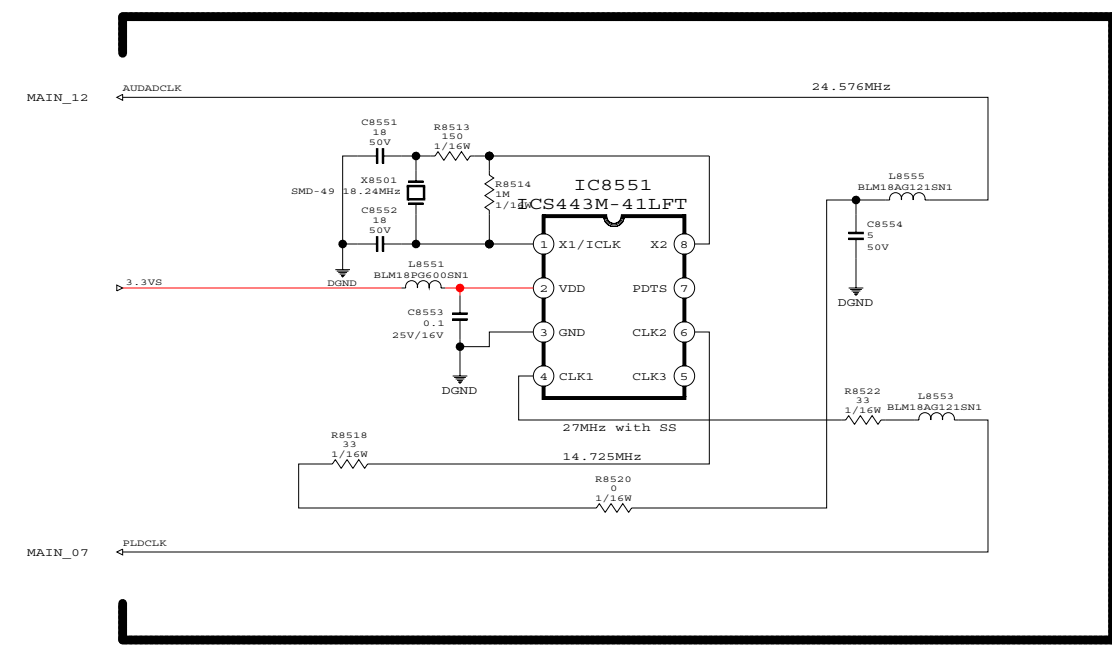 AUDADCLK
24.576MHz
MAIN_12
C8551
18
50V
R8513
150
1/16W
X8501
SMD-49 18.24MHz
R8514
1M
1/16W
IC8551
ICS443M-41LFT
C8552
18
50V
DGND
1 X1/ICLK X2 8
2 VDD PDTS 7
3 GND CLK2 6
4 CLK1 CLK3 5
L8555
BLM18AG121SN1
C8554
5
50V
DGND
L8551
BLM18PG600SN1
3.3VS
C8553
0.1
25V/16V
DGND
R8522
33
1/16W
L8553
BLM18AG121SN1
27MHz with SS
R8518
33
1/16W
14.725MHz
R8520
0
1/16W
PLDCLK
MAIN_07